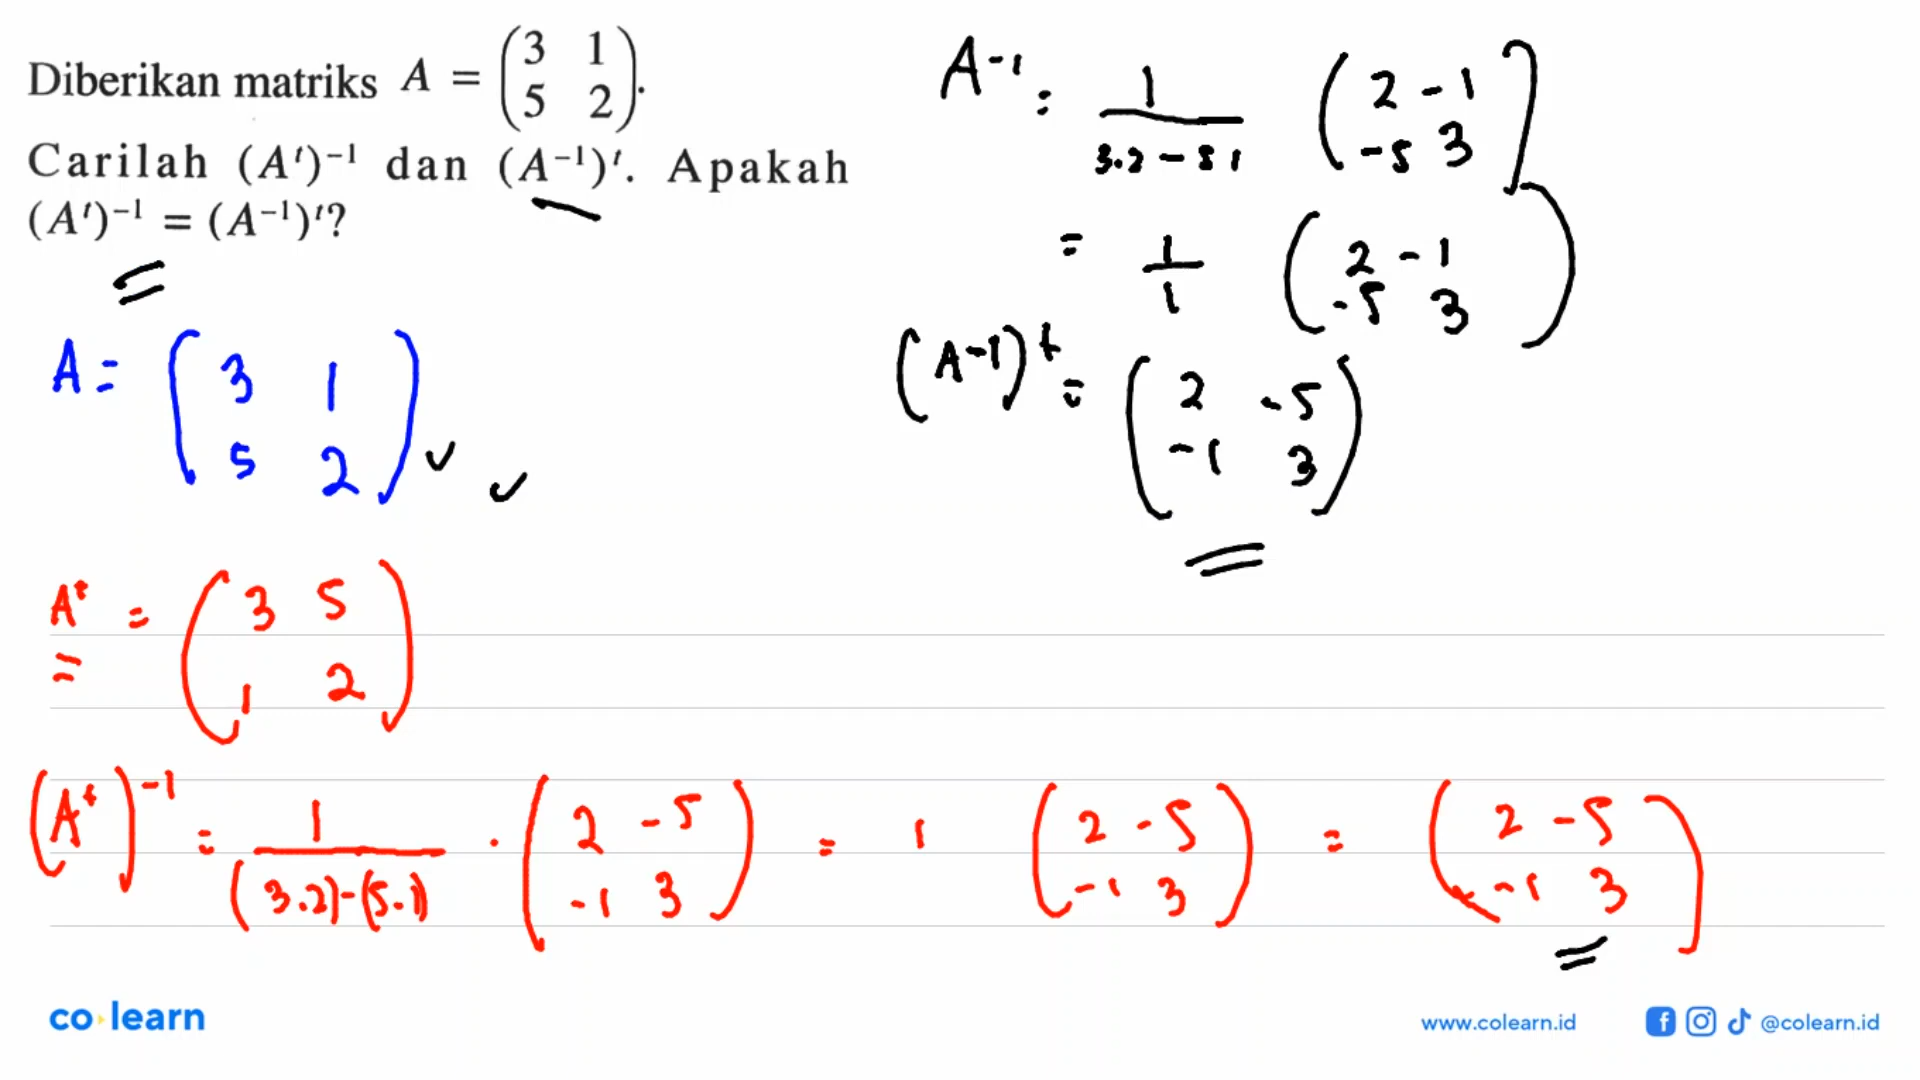 Diberikan matriks A = (3 1
5 2).
Carilah (A′)⁻¹ dan (A⁻¹)′. Apakah
(A′)⁻¹ = (A⁻¹)′?
A = (3 1
5 2)
Aᵗ = (3 5
1 2)
(Aᵗ)⁻¹ = 1/((3.2)-(5.1)) · (2 -5
-1 3) = 1 (2 -5
-1 3) = (2 -5
-1 3)
A⁻¹ = 1/(3.2 - 5 1) (2 -1
-5 3)
= 1/1 (2 -1
-5 3)
(A-1)ᵗ = (2 -5
-1 3)
co learn
www.colearn.id
@colearn.id